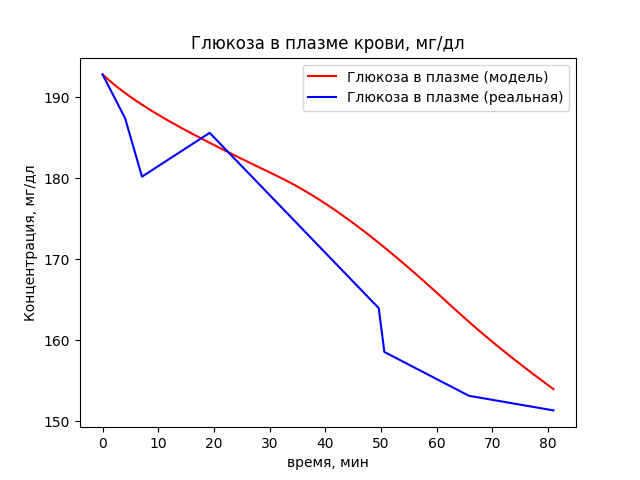 Глюкоза в плазме крови, мг/дл
Глюкоза в плазме (модель)
Глюкоза в плазме (реальная)
Концентрация, мг/дл
190
180
170
160
150
0 10 20 30 40 50 60 70 80
время, мин